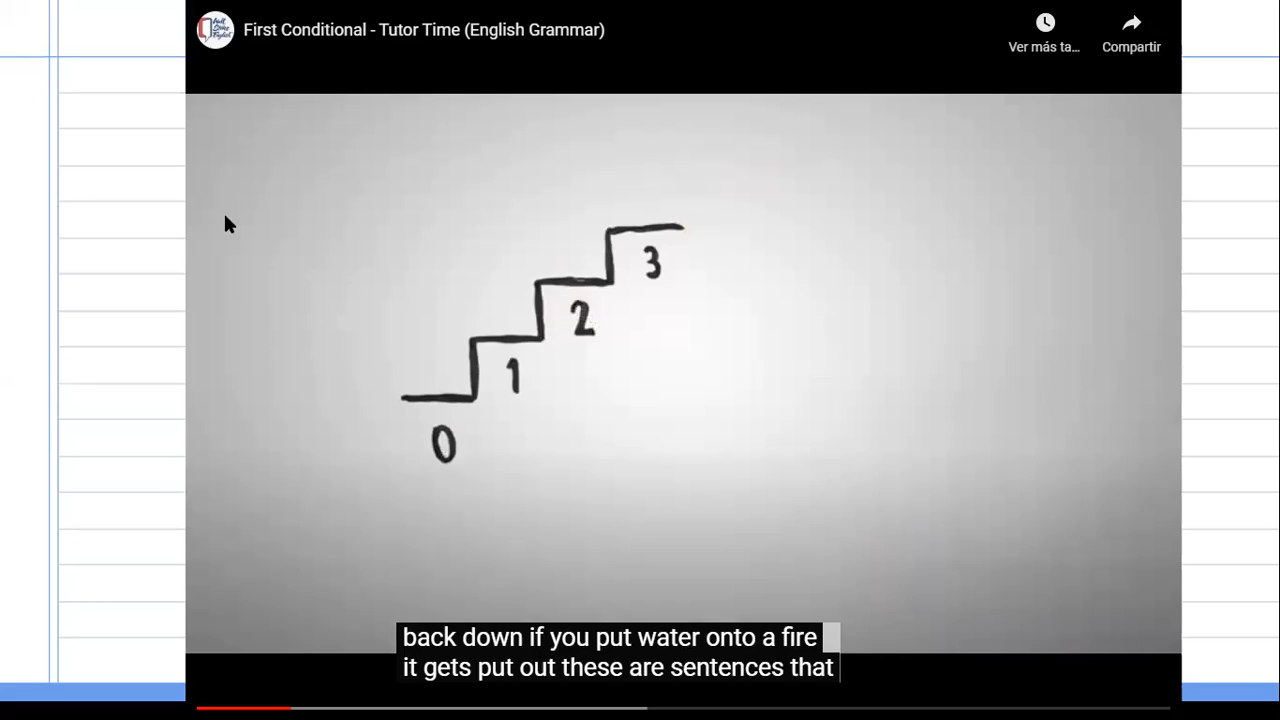 First Conditional - Tutor Time (English Grammar)
Ver más ta...
Compartir
3
2
1
0
back down if you put water onto a fire
it gets put out these are sentences that